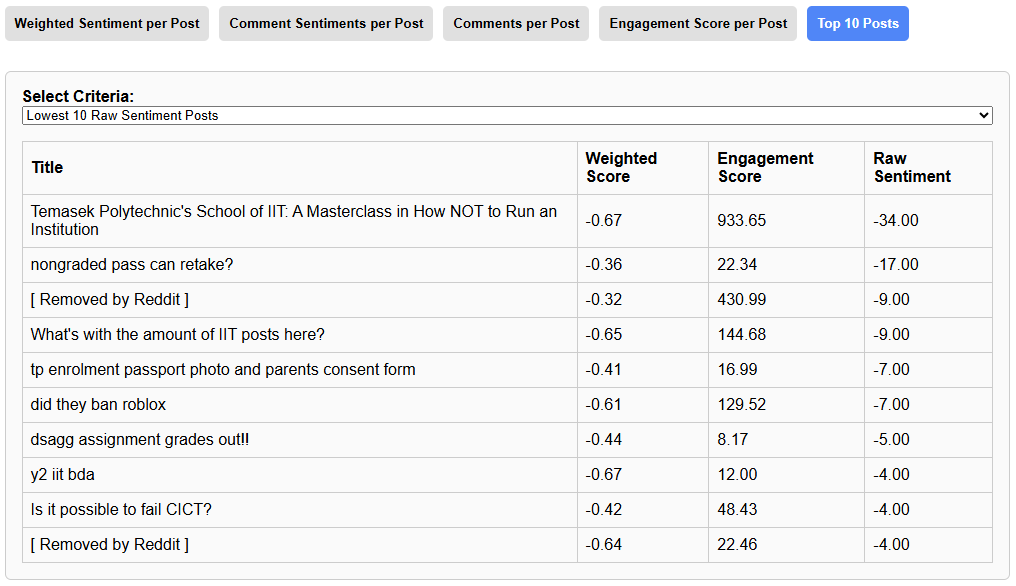 Weighted Sentiment per Post Comment Sentiments per Post Comments per Post Engagement Score per Post Top 10 Posts
Select Criteria:
Lowest 10 Raw Sentiment Posts
Title Weighted Score Engagement Score Raw Sentiment
Temasek Polytechnic's School of IIT: A Masterclass in How NOT to Run an Institution -0.67 933.65 -34.00
nongraded pass can retake? -0.36 22.34 -17.00
[ Removed by Reddit ] -0.32 430.99 -9.00
What's with the amount of IIT posts here? -0.65 144.68 -9.00
tp enrolment passport photo and parents consent form -0.41 16.99 -7.00
did they ban roblox -0.61 129.52 -7.00
dsagg assignment grades out!! -0.44 8.17 -5.00
y2 iit bda -0.67 12.00 -4.00
Is it possible to fail CICT? -0.42 48.43 -4.00
[ Removed by Reddit ] -0.64 22.46 -4.00